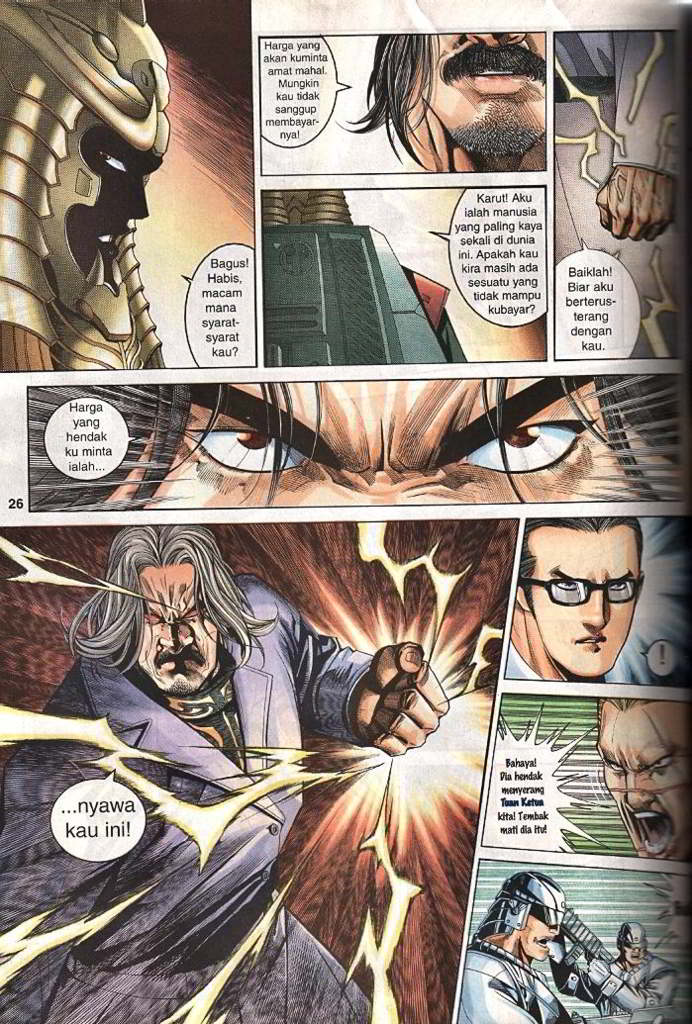 Bagus!
Habis,
macam
mana
syarat-
syarat
kau?
Harga yang
akan kuminta
amat mahal.
Mungkin
kau tidak
sanggup
membayar-
nya!
Karut! Aku
ialah manusia
yang paling kaya
sekali di dunia
ini. Apakah kau
kira masih ada
sesuatu yang
tidak mampu
kubayar?
Baiklah!
Biar aku
berterus-
terang
dengan
kau.
Harga
yang
hendak
ku minta
ialah...
26
...nyawa
kau ini!
!
Bahaya!
Dia hendak
menyerang
Tuan Ketua
kita! Tembak
mati dia itu!